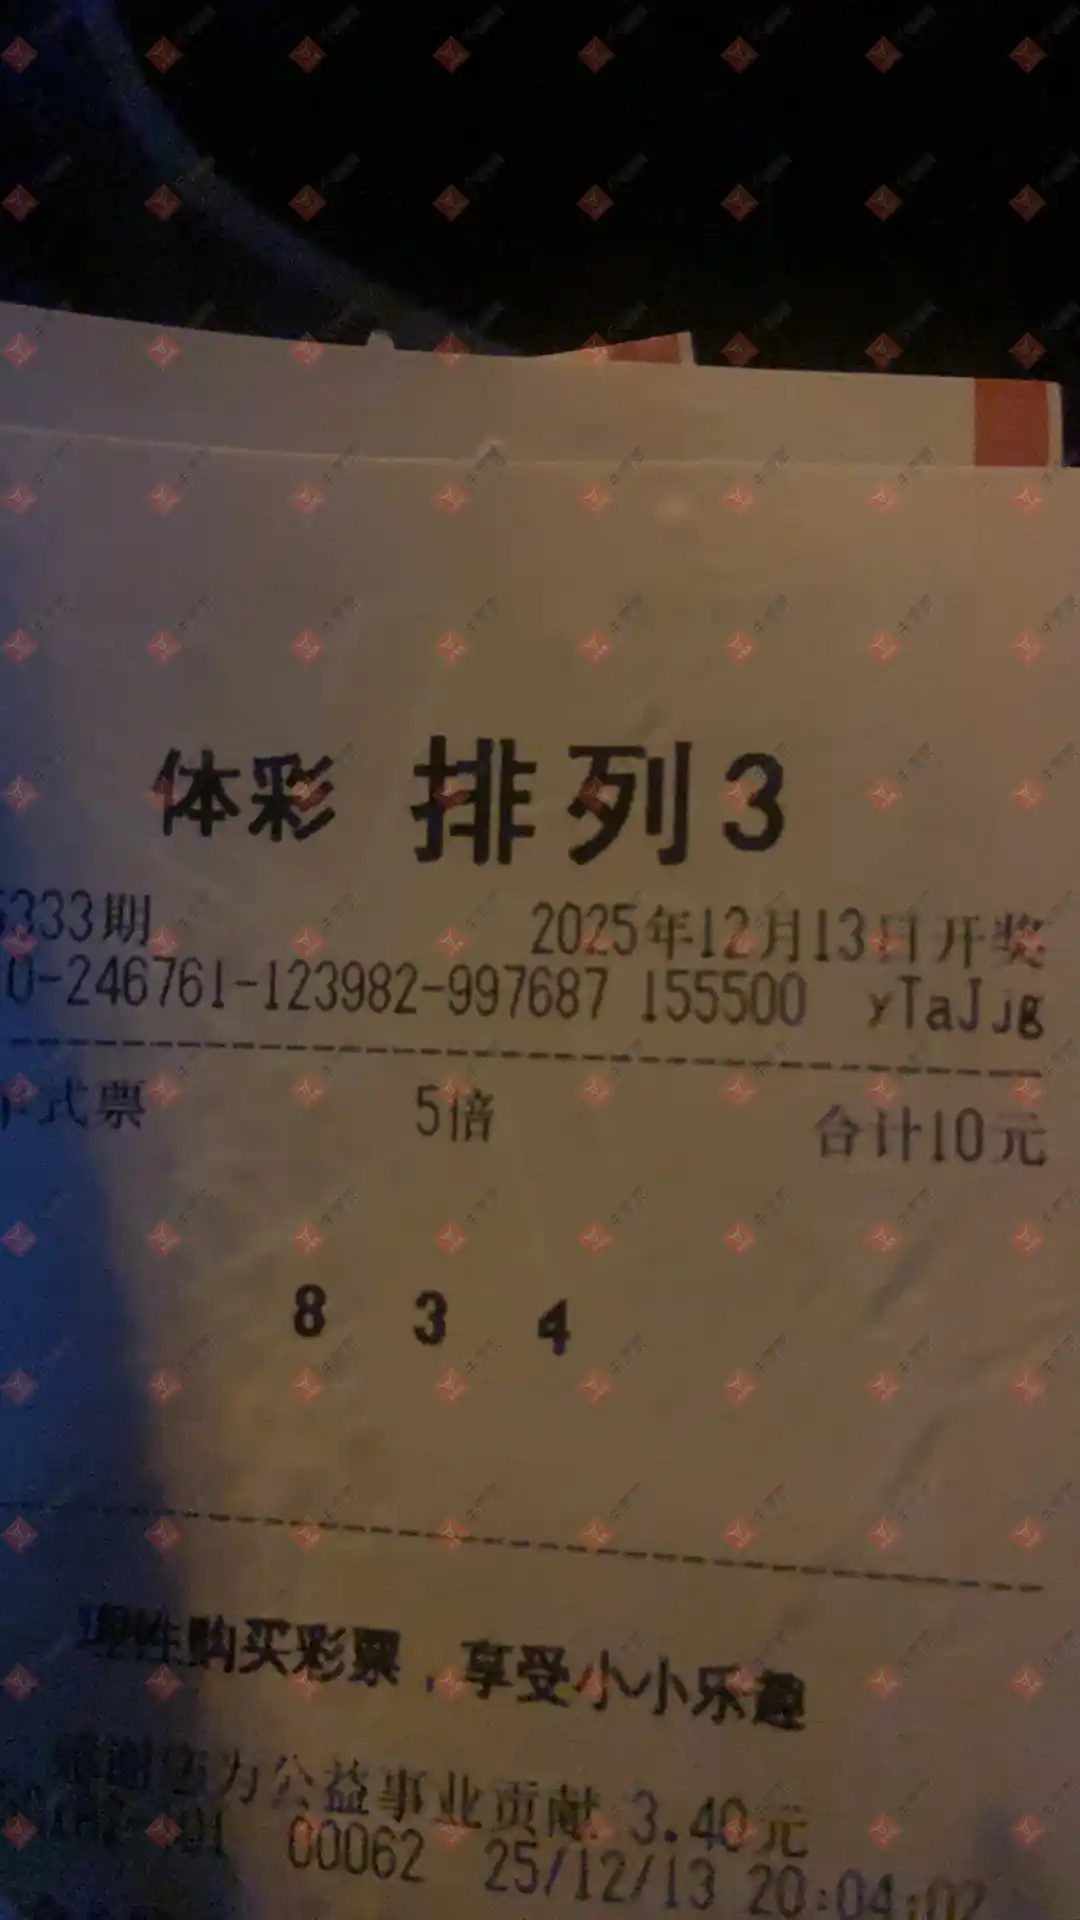 体彩 排列3
5333期 2025年12月13日开奖
10-246761-123982-997687 155500 yTaJjg
单式票 5倍 合计10元
8 3 4
理性购买彩票，享受小小乐趣
感谢您为公益事业贡献 3.40元
00062 25/12/13 20:04:02